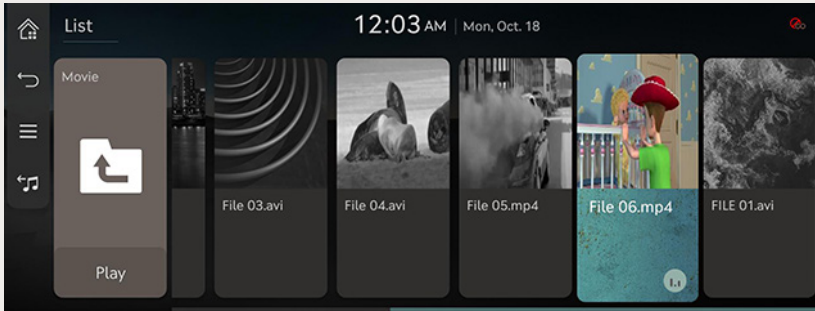 List
12:03 AM | Mon, Oct. 18
Movie
Play
File 03.avi
File 04.avi
File 05.mp4
File 06.mp4
FILE 01.avi